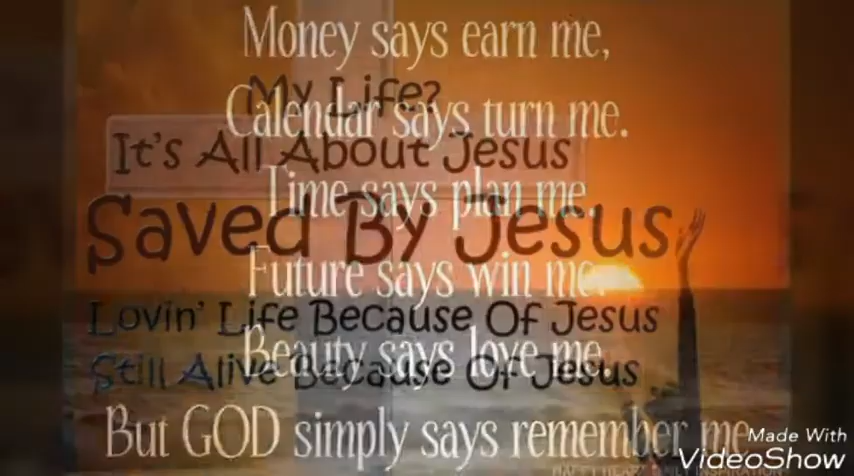 Money says earn me,
My Life?
Calendar says turn me.
It's All About Jesus
Time says plan me.
Saved By Jesus
Future says win me.
Lovin' Life Because Of Jesus
Beauty says love me.
Still Alive Because Of Jesus
But GOD simply says remember me
Made With
VideoShow